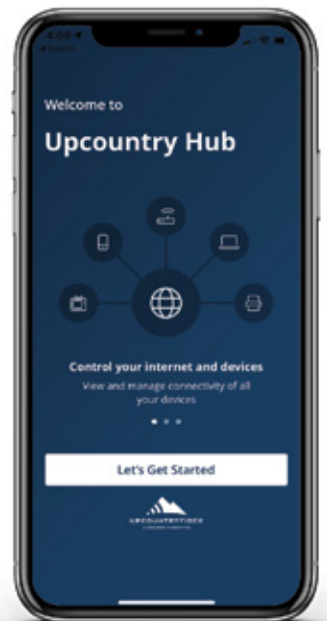 Welcome to
Upcountry Hub
Control your internet and devices
View and manage connectivity of all
your devices
Let's Get Started
UPCOUNTRYFIBER